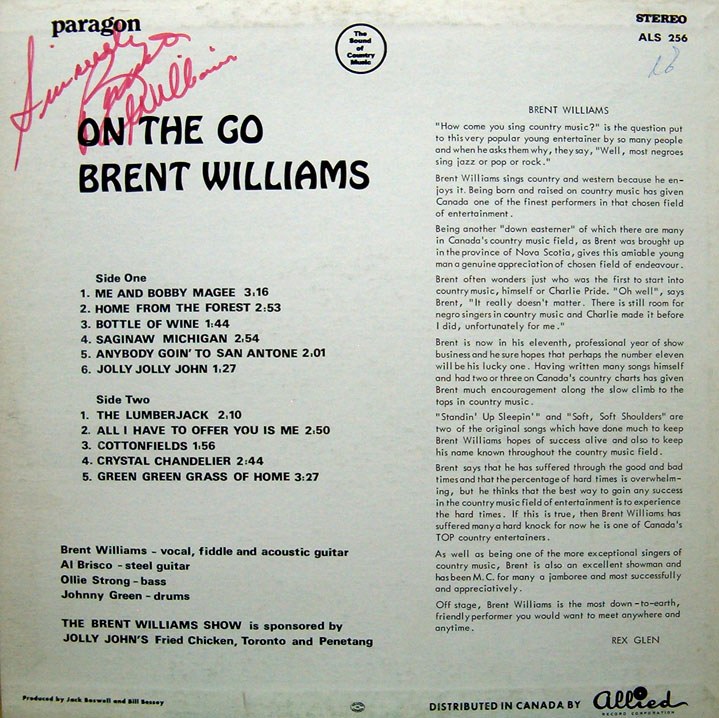 paragon
Sincerely
Brent
Williams
The
Sound
of
Country
Music
STEREO
ALS 256
18
ON THE GO
BRENT WILLIAMS
Side One
1. ME AND BOBBY MAGEE 3:16
2. HOME FROM THE FOREST 2:53
3. BOTTLE OF WINE 1:44
4. SAGINAW MICHIGAN 2:54
5. ANYBODY GOIN' TO SAN ANTONE 2:01
6. JOLLY JOLLY JOHN 1:27
Side Two
1. THE LUMBERJACK 2:10
2. ALL I HAVE TO OFFER YOU IS ME 2:50
3. COTTONFIELDS 1:56
4. CRYSTAL CHANDELIER 2:44
5. GREEN GREEN GRASS OF HOME 3:27
Brent Williams - vocal, fiddle and acoustic guitar
Al Brisco - steel guitar
Ollie Strong - bass
Johnny Green - drums
THE BRENT WILLIAMS SHOW is sponsored by
JOLLY JOHN'S Fried Chicken, Toronto and Penetang
Produced by Jack Boswell and Bill Bessey
BRENT WILLIAMS
"How come you sing country music?" is the question put
to this very popular young entertainer by so many people
and when he asks them why, they say, "Well, most negroes
sing jazz or pop or rock."
Brent Williams sings country and western because he en-
joys it. Being born and raised on country music has given
Canada one of the finest performers in that chosen field
of entertainment.
Being another "down easterner" of which there are many
in Canada's country music field, as Brent was brought up
in the province of Nova Scotia, gives this amiable young
man a genuine appreciation of chosen field of endeavour.
Brent often wonders just who was the first to start into
country music, himself or Charlie Pride. "Oh well", says
Brent, "It really doesn't matter. There is still room for
negro singers in country music and Charlie made it before
I did, unfortunately for me."
Brent is now in his eleventh, professional year of show
business and he sure hopes that perhaps the number eleven
will be his lucky one. Having written many songs himself
and had two or three on Canada's country charts has given
Brent much encouragement along the slow climb to the
tops in country music.
"Standin' Up Sleepin'" and "Soft, Soft Shoulders" are
two of the original songs which have done much to keep
Brent Williams hopes of success alive and also to keep
his name known throughout the country music field.
Brent says that he has suffered through the good and bad
times and that the percentage of hard times is overwhelm-
ing, but he thinks that the best way to gain any success
in the country music field of entertainment is to experience
the hard times. If this is true, then Brent Williams has
suffered many a hard knock for now he is one of Canada's
TOP country entertainers.
As well as being one of the more exceptional singers of
country music, Brent is also an excellent showman and
has been M.C. for many a jamboree and most successfully
and appreciatively.
Off stage, Brent Williams is the most down-to-earth,
friendly performer you would want to meet anywhere and
anytime.
REX GLEN
DISTRIBUTED IN CANADA BY Allied
RECORD CORPORATION